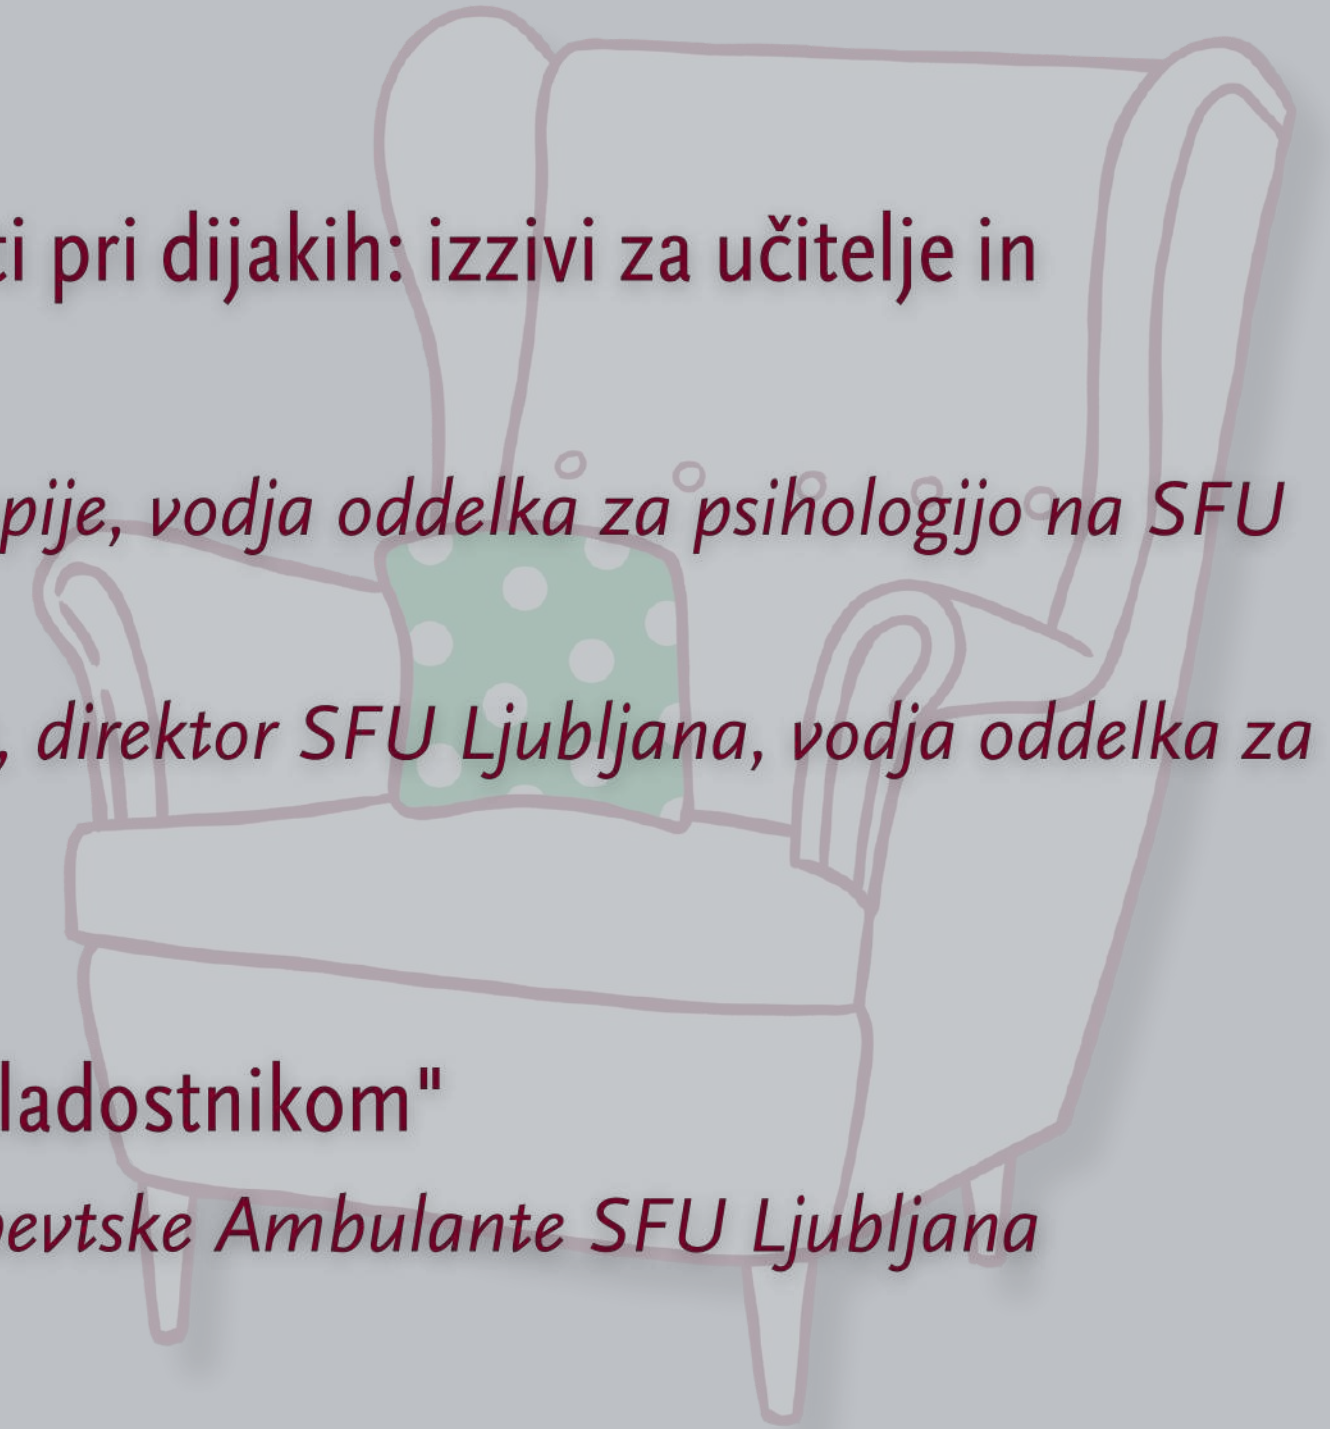 ti pri dijakih: izzivi za učitelje in
pije, vodja oddelka za psihologijo na SFU
, direktor SFU Ljubljana, vodja oddelka za
ladostnikom"
pevtske Ambulante SFU Ljubljana